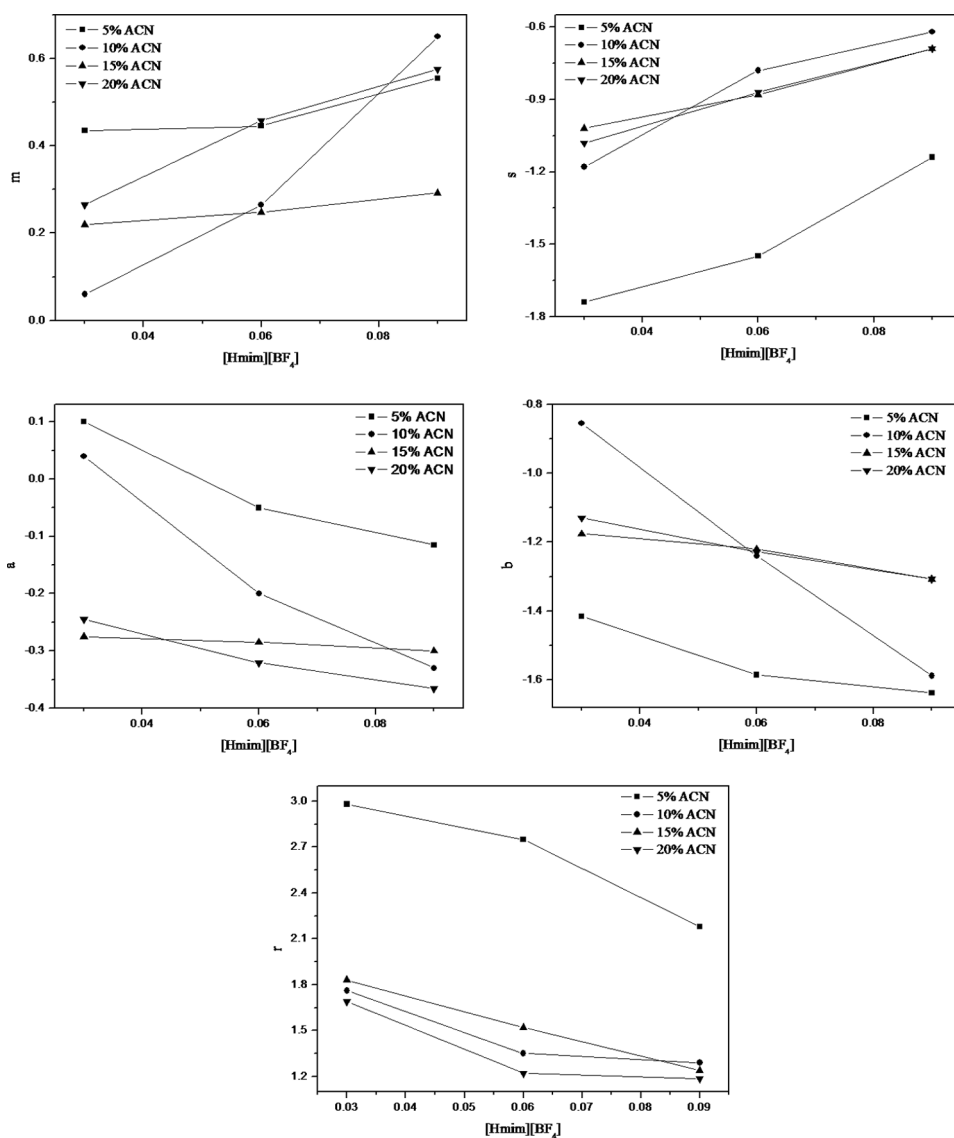 5% ACN
10% ACN
15% ACN
20% ACN
0.6
0.4
0.2
0.0
m
0.04 0.06 0.08
[Hmim][BF4]
5% ACN
10% ACN
15% ACN
20% ACN
-0.6
-0.9
-1.2
-1.5
-1.8
s
0.04 0.06 0.08
[Hmim][BF4]
5% ACN
10% ACN
15% ACN
20% ACN
0.1
0.0
-0.1
-0.2
-0.3
-0.4
a
0.04 0.06 0.08
[Hmim][BF4]
5% ACN
10% ACN
15% ACN
20% ACN
-0.8
-1.0
-1.2
-1.4
-1.6
b
0.04 0.06 0.08
[Hmim][BF4]
5% ACN
10% ACN
15% ACN
20% ACN
3.0
2.7
2.4
2.1
1.8
1.5
1.2
r
0.03 0.04 0.05 0.06 0.07 0.08 0.09
[Hmim][BF4]